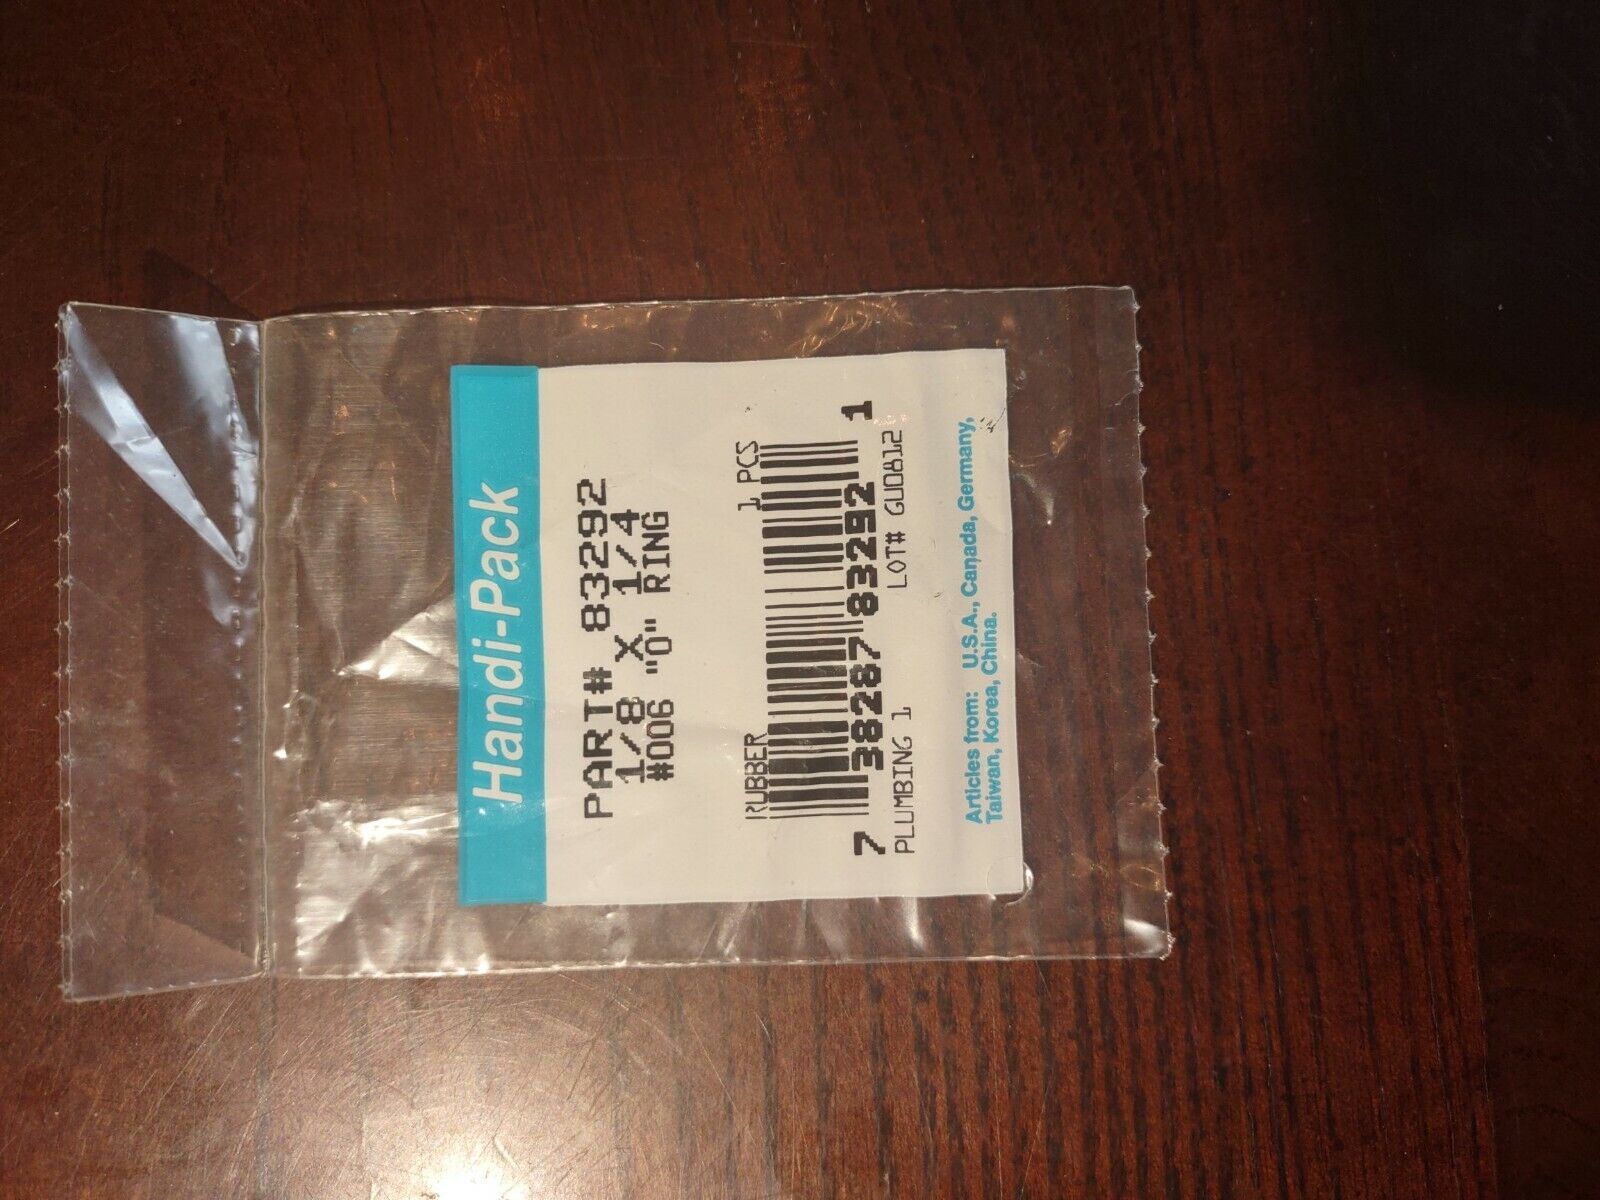 Handi-Pack
PART# 83292
1/8 X 1/4
#006 "O" RING
RUBBER 1 PCS
7 38287 83292 1
PLUMBING 1 LOT# GU0812
Articles from: U.S.A., Canada, Germany,
Taiwan, Korea, China.